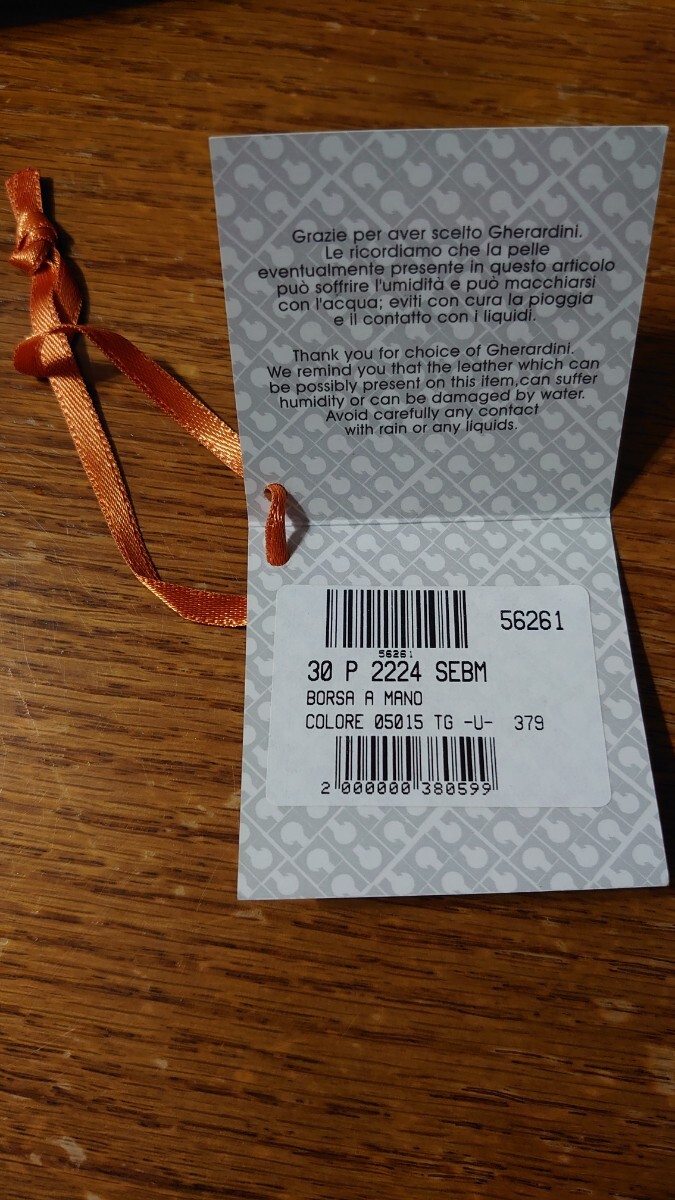 Grazie per aver scelto Gherardini.
Le ricordiamo che la pelle
eventualmente presente in questo articolo
può soffrire l'umidità e può macchiarsi
con l'acqua; eviti con cura la pioggia
e il contatto con i liquidi.
Thank you for choice of Gherardini.
We remind you that the leather which can
be possibly present on this item,can suffer
humidity or can be damaged by water.
Avoid carefully any contact
with rain or any liquids.
56261
56261
30 P 2224 SEBM
BORSA A MANO
COLORE 05015 TG -U- 379
2 000000 380599